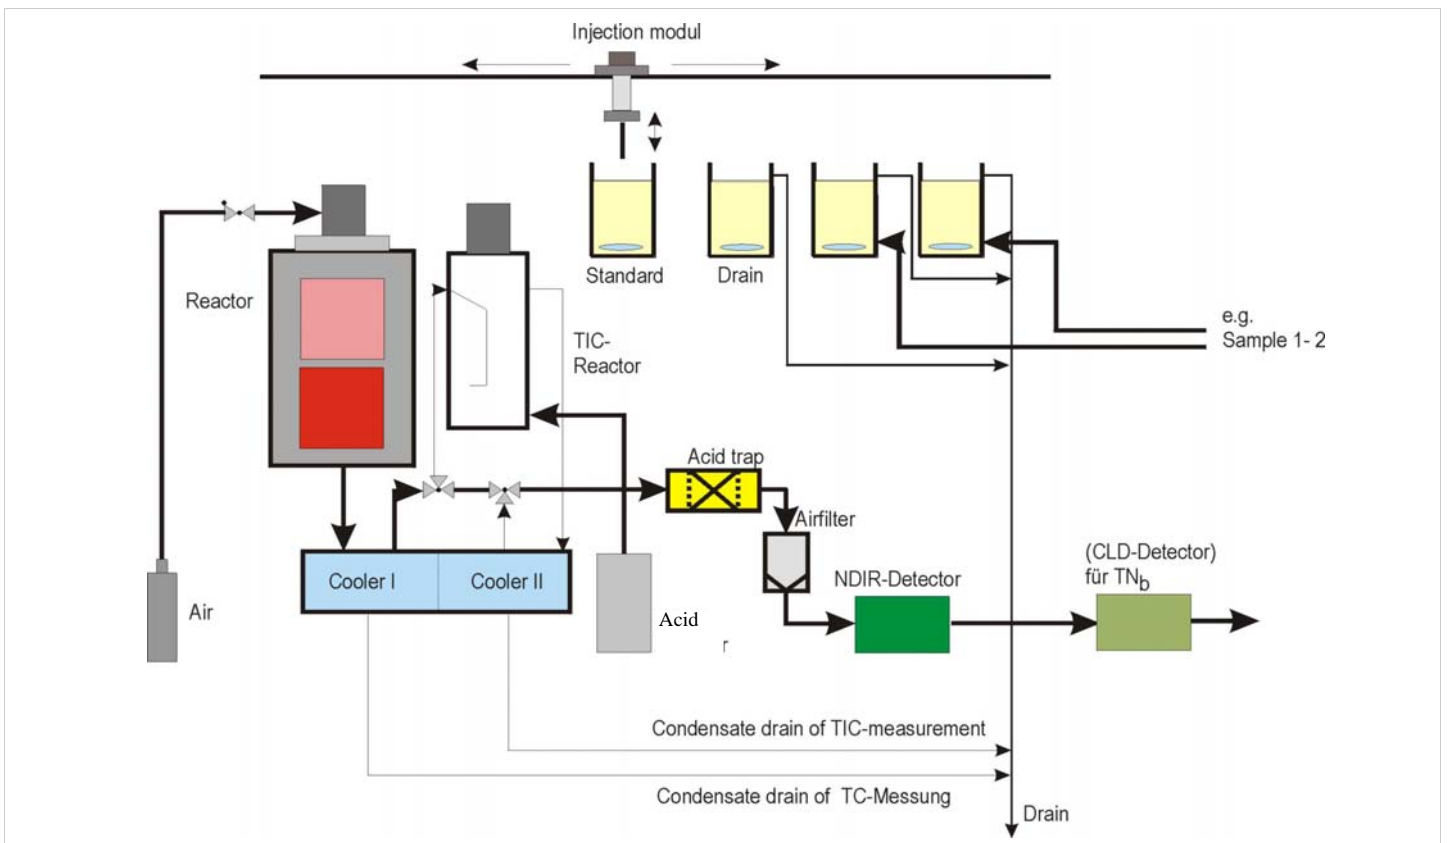 Injection modul
Standard
Drain
Reactor
TIC-
Reactor
e.g.
Sample 1- 2
Acid trap
Airfilter
(CLD-Detector)
für TNb
NDIR-Detector
Cooler I
Cooler II
Air
Acid
r
Condensate drain of TIC-measurement
Condensate drain of TC-Messung
Drain